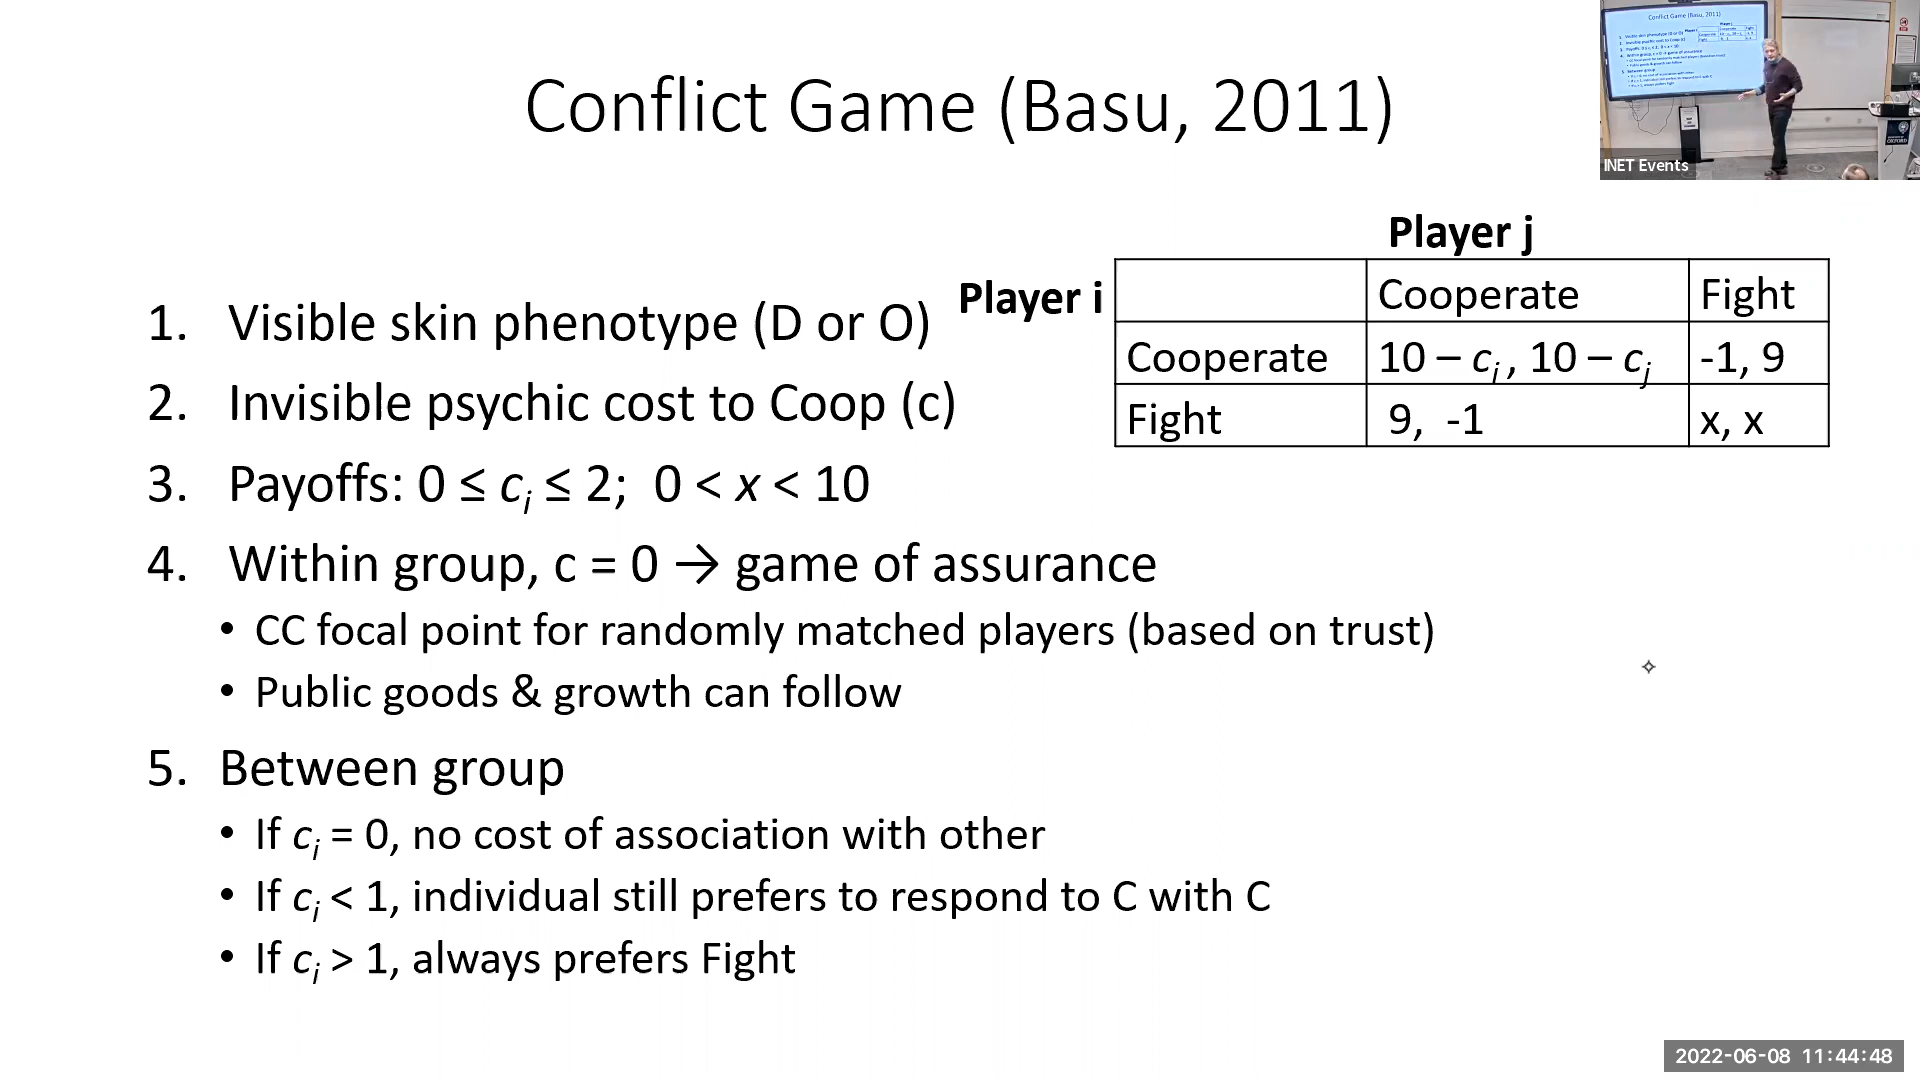 Conflict Game (Basu, 2011)
INET Events
Player j
Player i
Cooperate Fight
Cooperate 10 – ci , 10 – cj -1, 9
Fight 9, -1 x, x
1. Visible skin phenotype (D or O)
2. Invisible psychic cost to Coop (c)
3. Payoffs: 0 ≤ ci ≤ 2; 0 < x < 10
4. Within group, c = 0 → game of assurance
• CC focal point for randomly matched players (based on trust)
• Public goods & growth can follow
5. Between group
• If ci = 0, no cost of association with other
• If ci < 1, individual still prefers to respond to C with C
• If ci > 1, always prefers Fight
2022-06-08 11:44:48